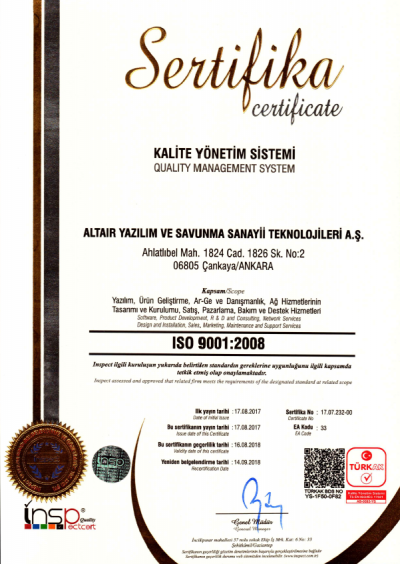 Sertifika
certificate
KALİTE YÖNETİM SİSTEMİ
QUALITY MANAGEMENT SYSTEM
ALTAIR YAZILIM VE SAVUNMA SANAYİİ TEKNOLOJİLERİ A.Ş.
Ahlatlıbel Mah. 1824 Cad. 1826 Sk. No:2
06805 Çankaya/ANKARA
Kapsam/Scope
Yazılım, Ürün Geliştirme, Ar-Ge ve Danışmanlık, Ağ Hizmetlerinin
Tasarımı ve Kurulumu, Satış, Pazarlama, Bakım ve Destek Hizmetleri
Software, Product Development, R & D and Consulting, Network Services
Design and Installation, Sales, Marketing, Maintenance and Support Services
ISO 9001:2008
Inspect ilgili kuruluşun yukarıda belirtilen standardın gereklerine uygunluğunu ilgili kapsamda
tetkik etmiş olup onaylamaktadır.
Inspect assessed and approved that related firm meets the requirements of the designated standard at related scope
İlk yayın tarihi :17.08.2017
Date of Initial Issue
Bu sertifikanın yayın tarihi :17.08.2017
Issue date of this Certificate
Bu sertifikanın geçerlilik tarihi :16.08.2018
Validity date of this certificate
Yeniden belgelendirme tarihi :14.09.2018
Recertification Date
Sertifika No : 17.07.232-00
Certificate No
EA Kodu : 33
EA Code
TÜRKAK
TÜRKAK BDS NO
YS-1F50-0F62
Genel Müdür
General Manager
insp Quality
ectcert